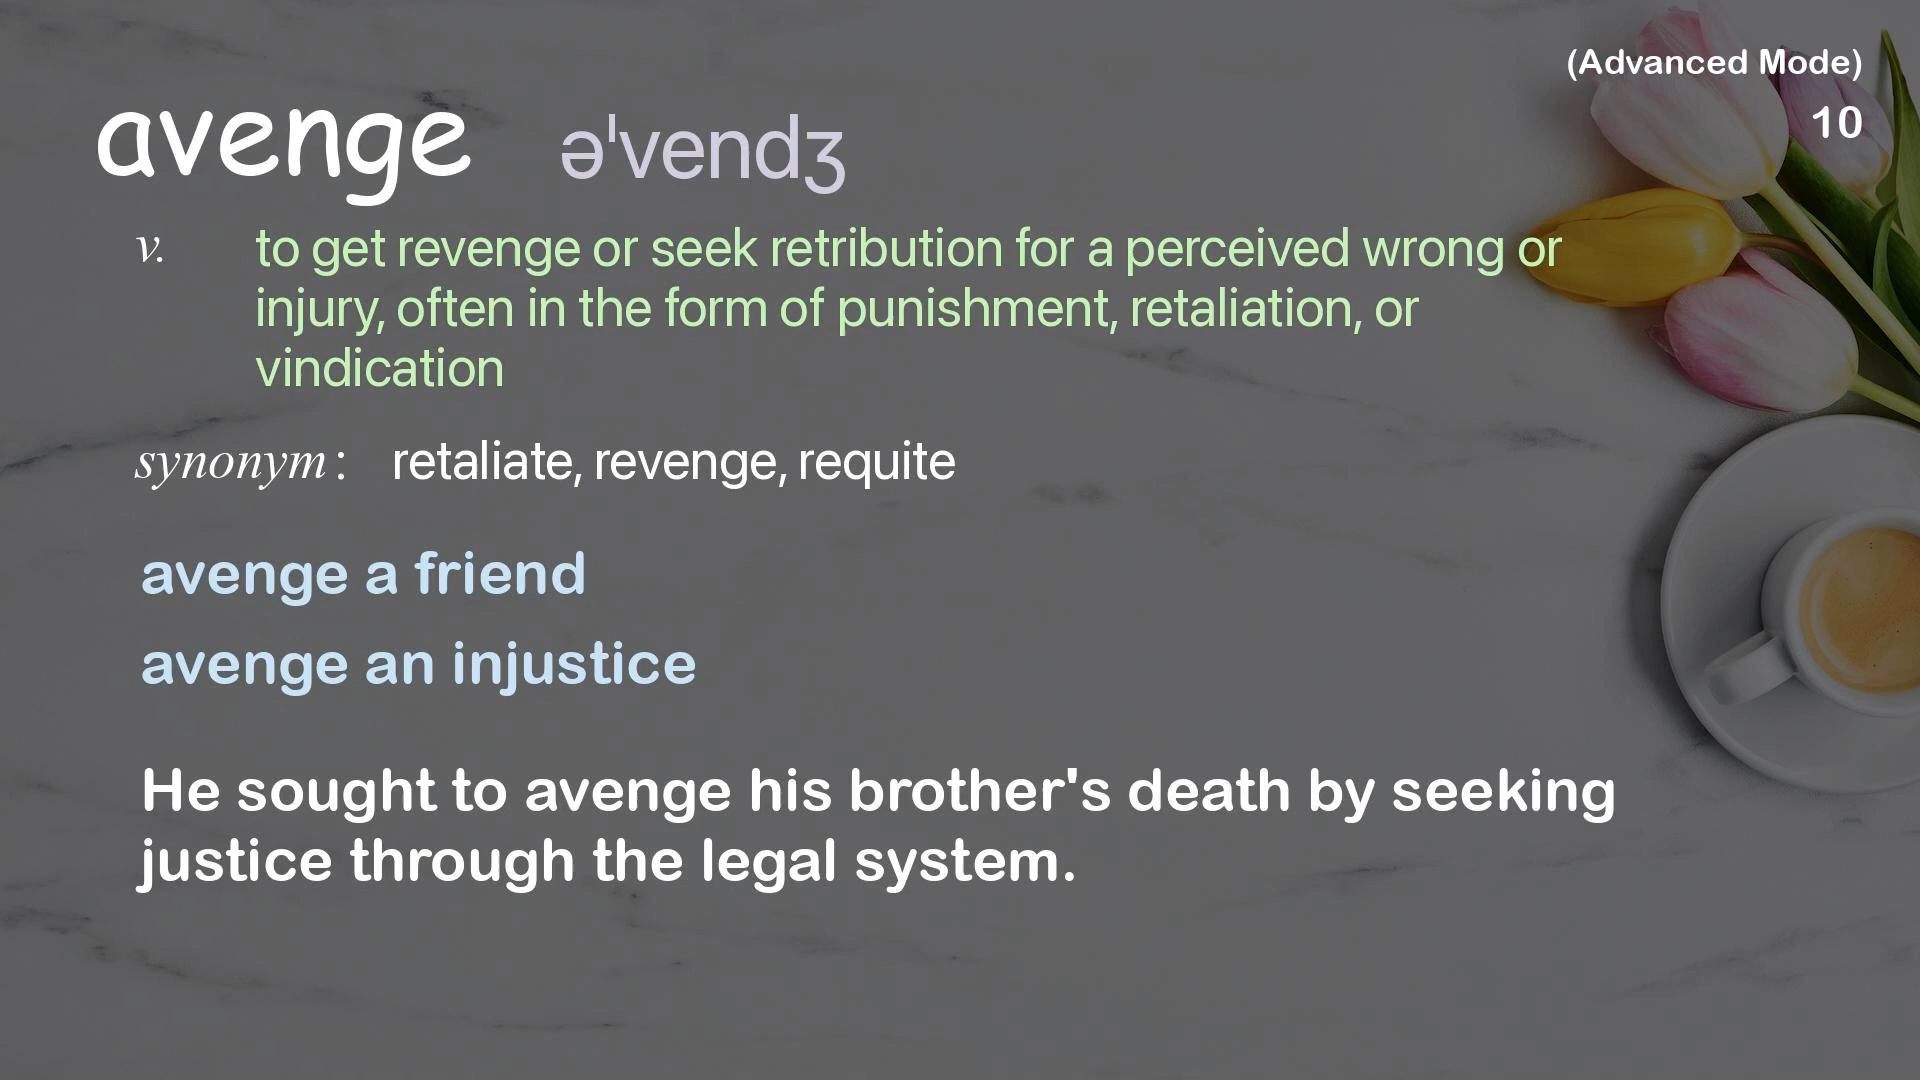 (Advanced Mode)
10
avenge əˈvendʒ
v. to get revenge or seek retribution for a perceived wrong or
injury, often in the form of punishment, retaliation, or
vindication
synonym: retaliate, revenge, requite
avenge a friend
avenge an injustice
He sought to avenge his brother's death by seeking
justice through the legal system.